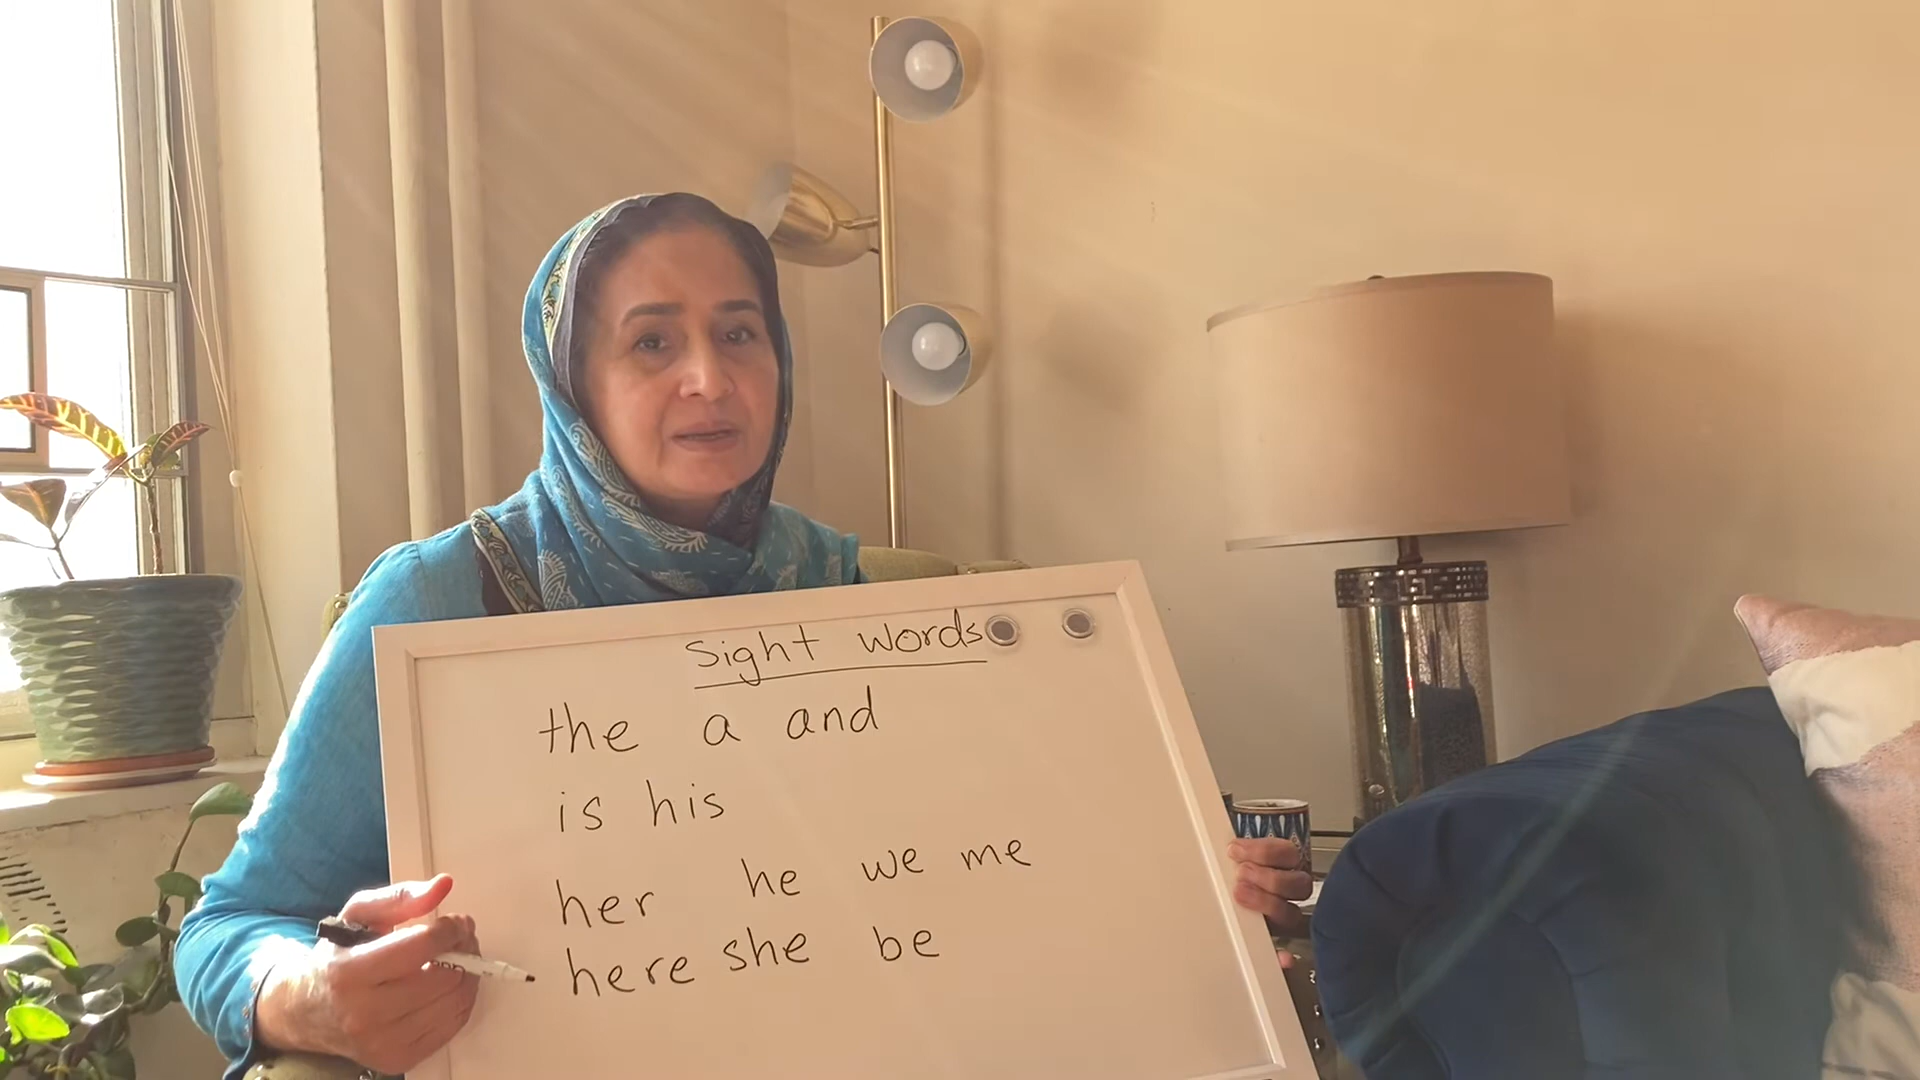 Sight words
the a and
is his
her he we me
here she be